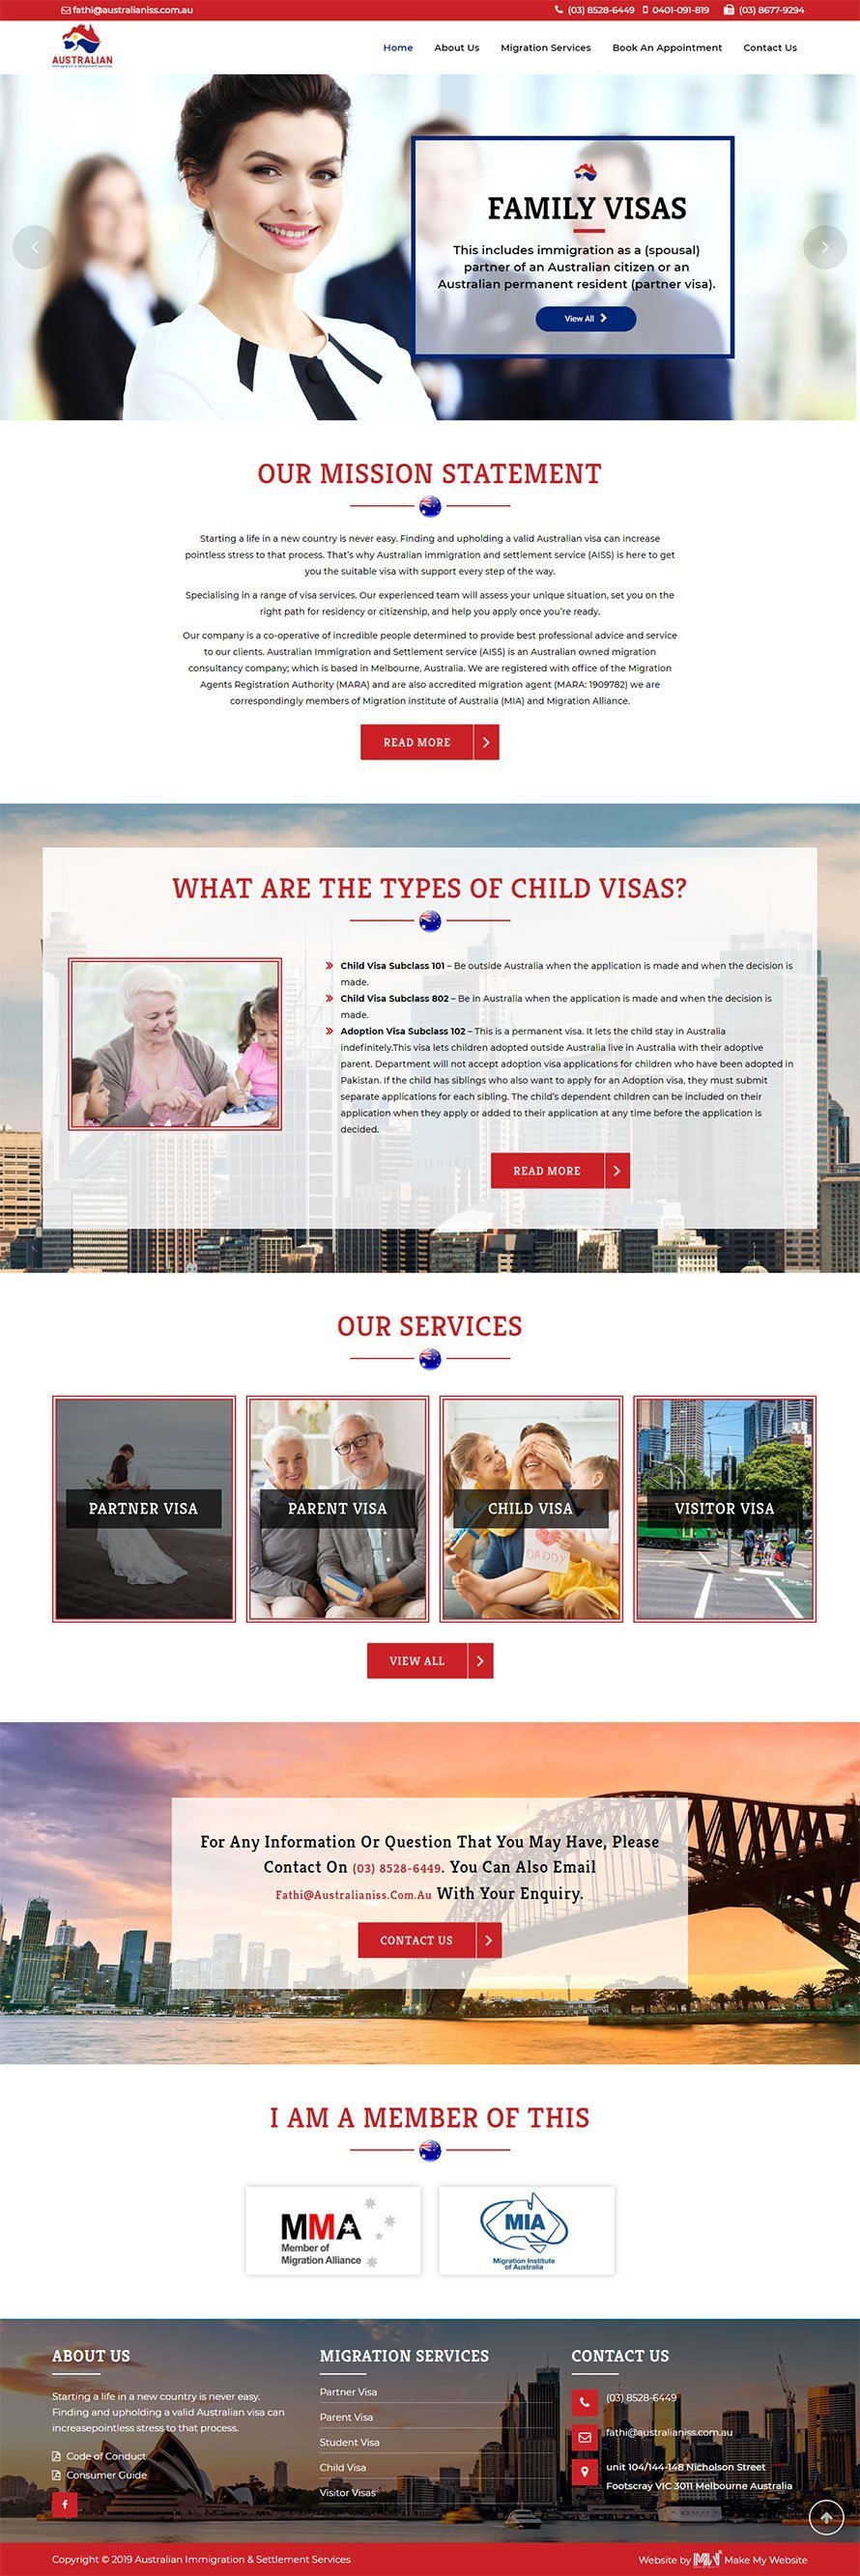 fathi@australianiss.com.au (03) 8528-6449 0401-091-819 (03) 8677-9294
AUSTRALIAN
Home About Us Migration Services Book An Appointment Contact Us
FAMILY VISAS
This includes immigration as a (spousal)
partner of an Australian citizen or an
Australian permanent resident (partner visa).
View All
OUR MISSION STATEMENT
Starting a life in a new country is never easy. Finding and upholding a valid Australian visa can increase
pointless stress to that process. That's why Australian immigration and settlement service (AISS) is here to get
you the suitable visa with support every step of the way.
Specialising in a range of visa services. Our experienced team will assess your unique situation, set you on the
right path for residency or citizenship, and help you apply once you're ready.
Our company is a co-operative of incredible people determined to provide best professional advice and service
to our clients. Australian Immigration and Settlement service (AISS) is an Australian owned migration
consultancy company; which is based in Melbourne, Australia. We are registered with office of the Migration
Agents Registration Authority (MARA) and are also accredited migration agent (MARA: 1909782) we are
correspondingly members of Migration institute of Australia (MIA) and Migration Alliance.
READ MORE
WHAT ARE THE TYPES OF CHILD VISAS?
Child Visa Subclass 101 – Be outside Australia when the application is made and when the decision is
made.
Child Visa Subclass 802 – Be in Australia when the application is made and when the decision is
made.
Adoption Visa Subclass 102 – This is a permanent visa. It lets the child stay in Australia
indefinitely.This visa lets children adopted outside Australia live in Australia with their adoptive
parent. Department will not accept adoption visa applications for children who have been adopted in
Pakistan. If the child has siblings who also want to apply for an Adoption visa, they must submit
separate applications for each sibling. The child's dependent children can be included on their
application when they apply or added to their application at any time before the application is
decided.
READ MORE
OUR SERVICES
PARTNER VISA
PARENT VISA
CHILD VISA
VISITOR VISA
DADDY
VIEW ALL
For Any Information Or Question That You May Have, Please
Contact On (03) 8528-6449. You Can Also Email
Fathi@Australianiss.Com.Au With Your Enquiry.
CONTACT US
I AM A MEMBER OF THIS
MMA
Member of
Migration Alliance
MIA
Migration Institute
of Australia
ABOUT US
Starting a life in a new country is never easy.
Finding and upholding a valid Australian visa can
increasepointless stress to that process.
Code of Conduct
Consumer Guide
MIGRATION SERVICES
Partner Visa
Parent Visa
Student Visa
Child Visa
Visitor Visas
CONTACT US
(03) 8528-6449
fathi@australianiss.com.au
unit 104/144-148 Nicholson Street
Footscray VIC 3011 Melbourne Australia
Copyright © 2019 Australian Immigration & Settlement Services
Website by MMW Make My Website